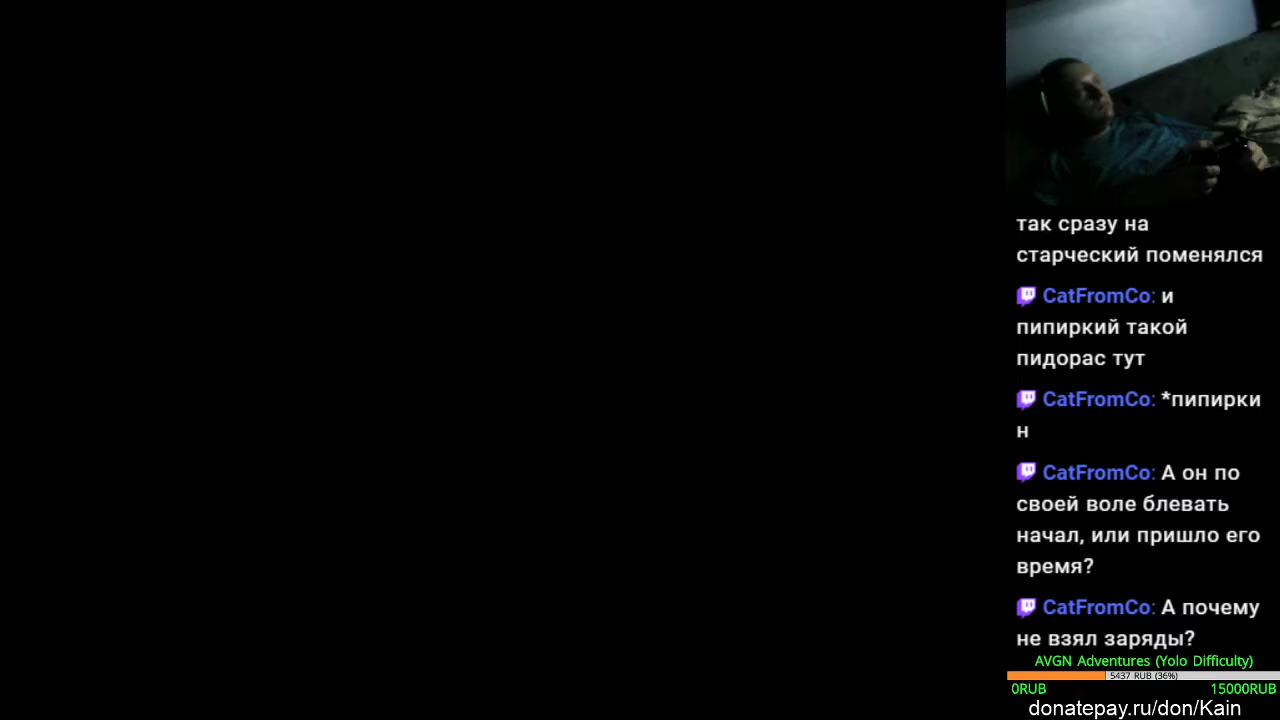 так сразу на
старческий поменялся
CatFromCo: и
пипиркий такой
пидорас тут
CatFromCo: *пипирки
н
CatFromCo: А он по
своей воле блевать
начал, или пришло его
время?
CatFromCo: А почему
не взял заряды?
AVGN Adventures (Yolo Difficulty)
5437 RUB (36%)
0RUB 15000RUB
donatepay.ru/don/Kain